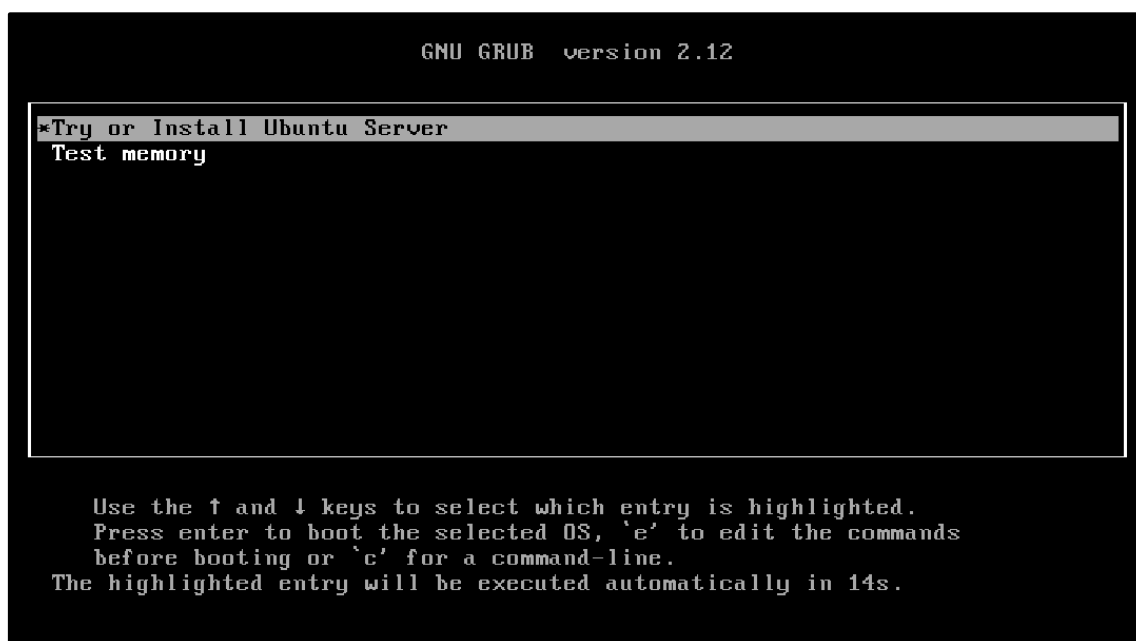 GNU GRUB  version 2.12
*Try or Install Ubuntu Server
Test memory
Use the ↑ and ↓ keys to select which entry is highlighted.
Press enter to boot the selected OS, `e' to edit the commands
before booting or `c' for a command-line.
The highlighted entry will be executed automatically in 14s.